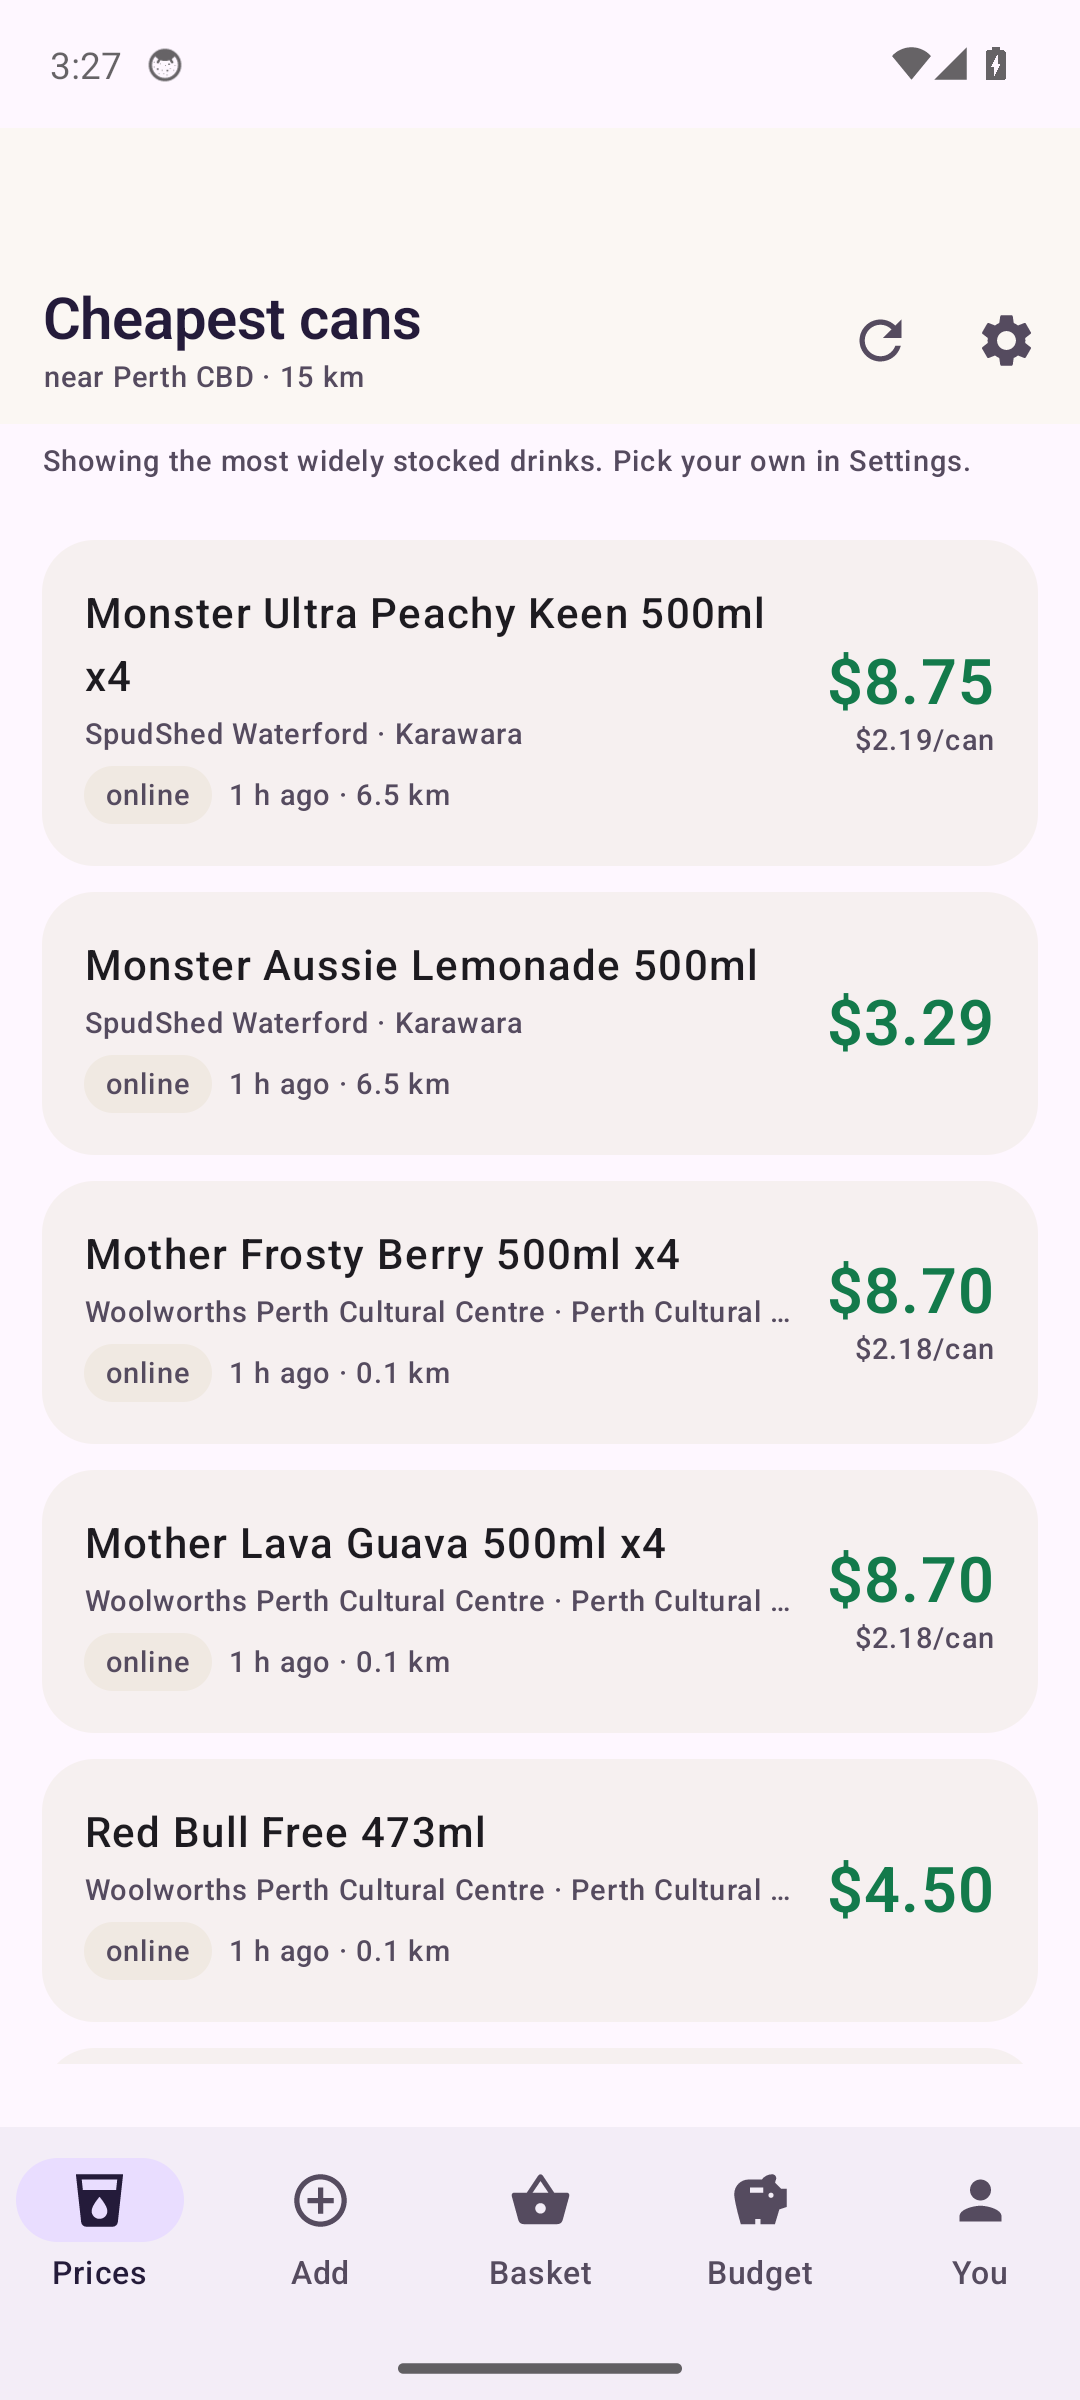 3:27
Cheapest cans
near Perth CBD · 15 km
Showing the most widely stocked drinks. Pick your own in Settings.
Monster Ultra Peachy Keen 500ml
x4
SpudShed Waterford · Karawara
online 1 h ago · 6.5 km
$8.75
$2.19/can
Monster Aussie Lemonade 500ml
SpudShed Waterford · Karawara
online 1 h ago · 6.5 km
$3.29
Mother Frosty Berry 500ml x4
Woolworths Perth Cultural Centre · Perth Cultural ...
online 1 h ago · 0.1 km
$8.70
$2.18/can
Mother Lava Guava 500ml x4
Woolworths Perth Cultural Centre · Perth Cultural ...
online 1 h ago · 0.1 km
$8.70
$2.18/can
Red Bull Free 473ml
Woolworths Perth Cultural Centre · Perth Cultural ...
online 1 h ago · 0.1 km
$4.50
Prices
Add
Basket
Budget
You